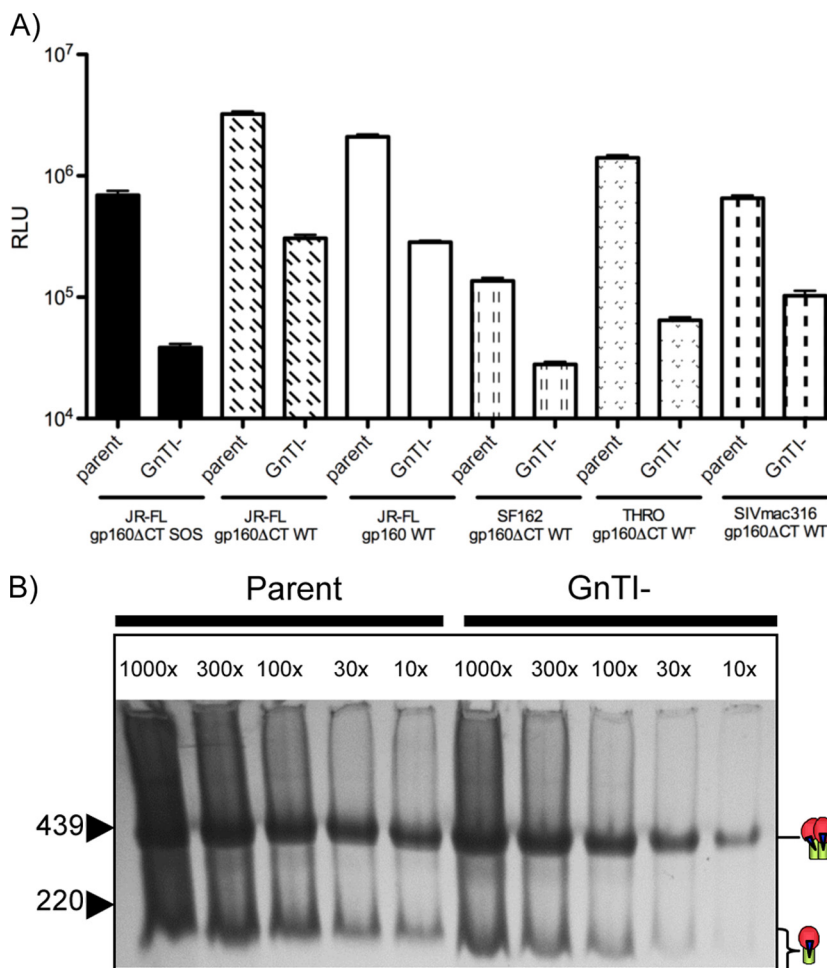 A)
10⁷
10⁶
10⁵
10⁴
RLU
parent
GnTI-
parent
GnTI-
parent
GnTI-
parent
GnTI-
parent
GnTI-
parent
GnTI-
JR-FL
gp160ΔCT SOS
JR-FL
gp160ΔCT WT
JR-FL
gp160 WT
SF162
gp160ΔCT WT
THRO
gp160ΔCT WT
SIVmac316
gp160ΔCT WT
B)
Parent GnTI-
1000x 300x 100x 30x 10x 1000x 300x 100x 30x 10x
439
220